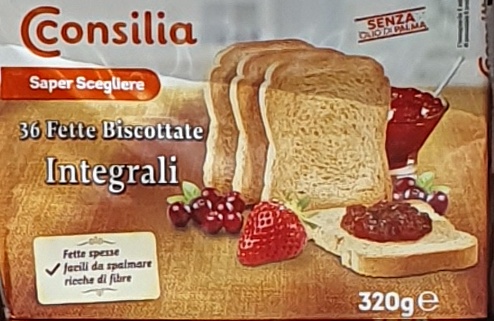 Consilia
SENZA
OLIO DI PALMA
Saper Scegliere
36 Fette Biscottate
Integrali
Fette spesse
facili da spalmare
ricche di fibre
320g e